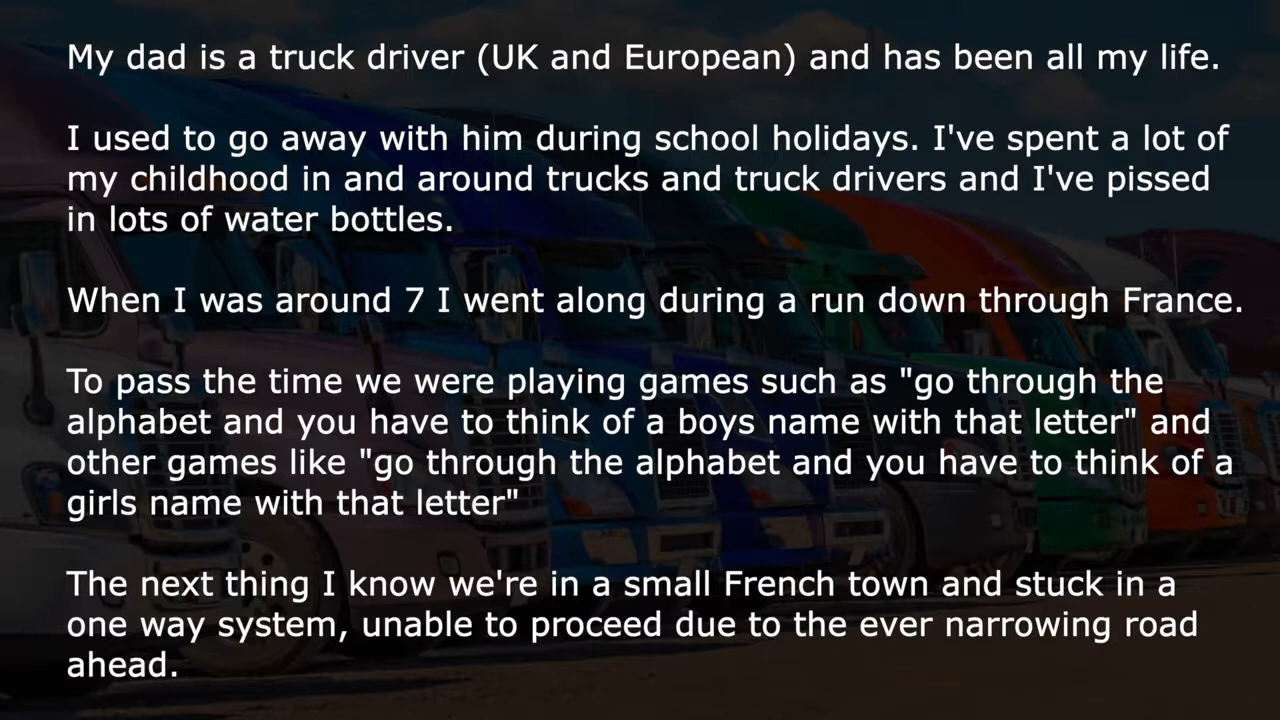 My dad is a truck driver (UK and European) and has been all my life.
I used to go away with him during school holidays. I've spent a lot of
my childhood in and around trucks and truck drivers and I've pissed
in lots of water bottles.
When I was around 7 I went along during a run down through France.
To pass the time we were playing games such as "go through the
alphabet and you have to think of a boys name with that letter" and
other games like "go through the alphabet and you have to think of a
girls name with that letter"
The next thing I know we're in a small French town and stuck in a
one way system, unable to proceed due to the ever narrowing road
ahead.